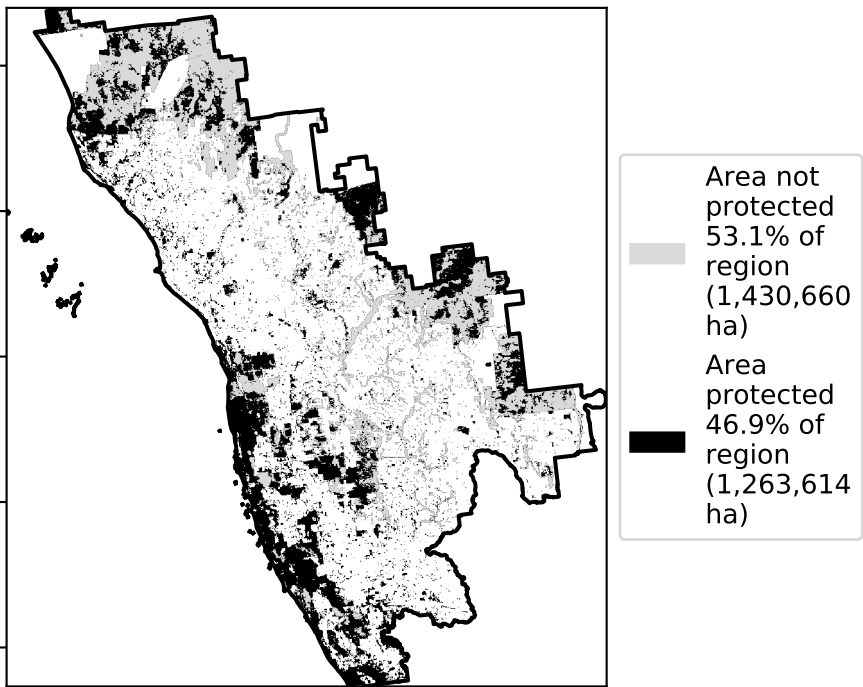 Area not
protected
53.1% of
region
(1,430,660
ha)
Area
protected
46.9% of
region
(1,263,614
ha)